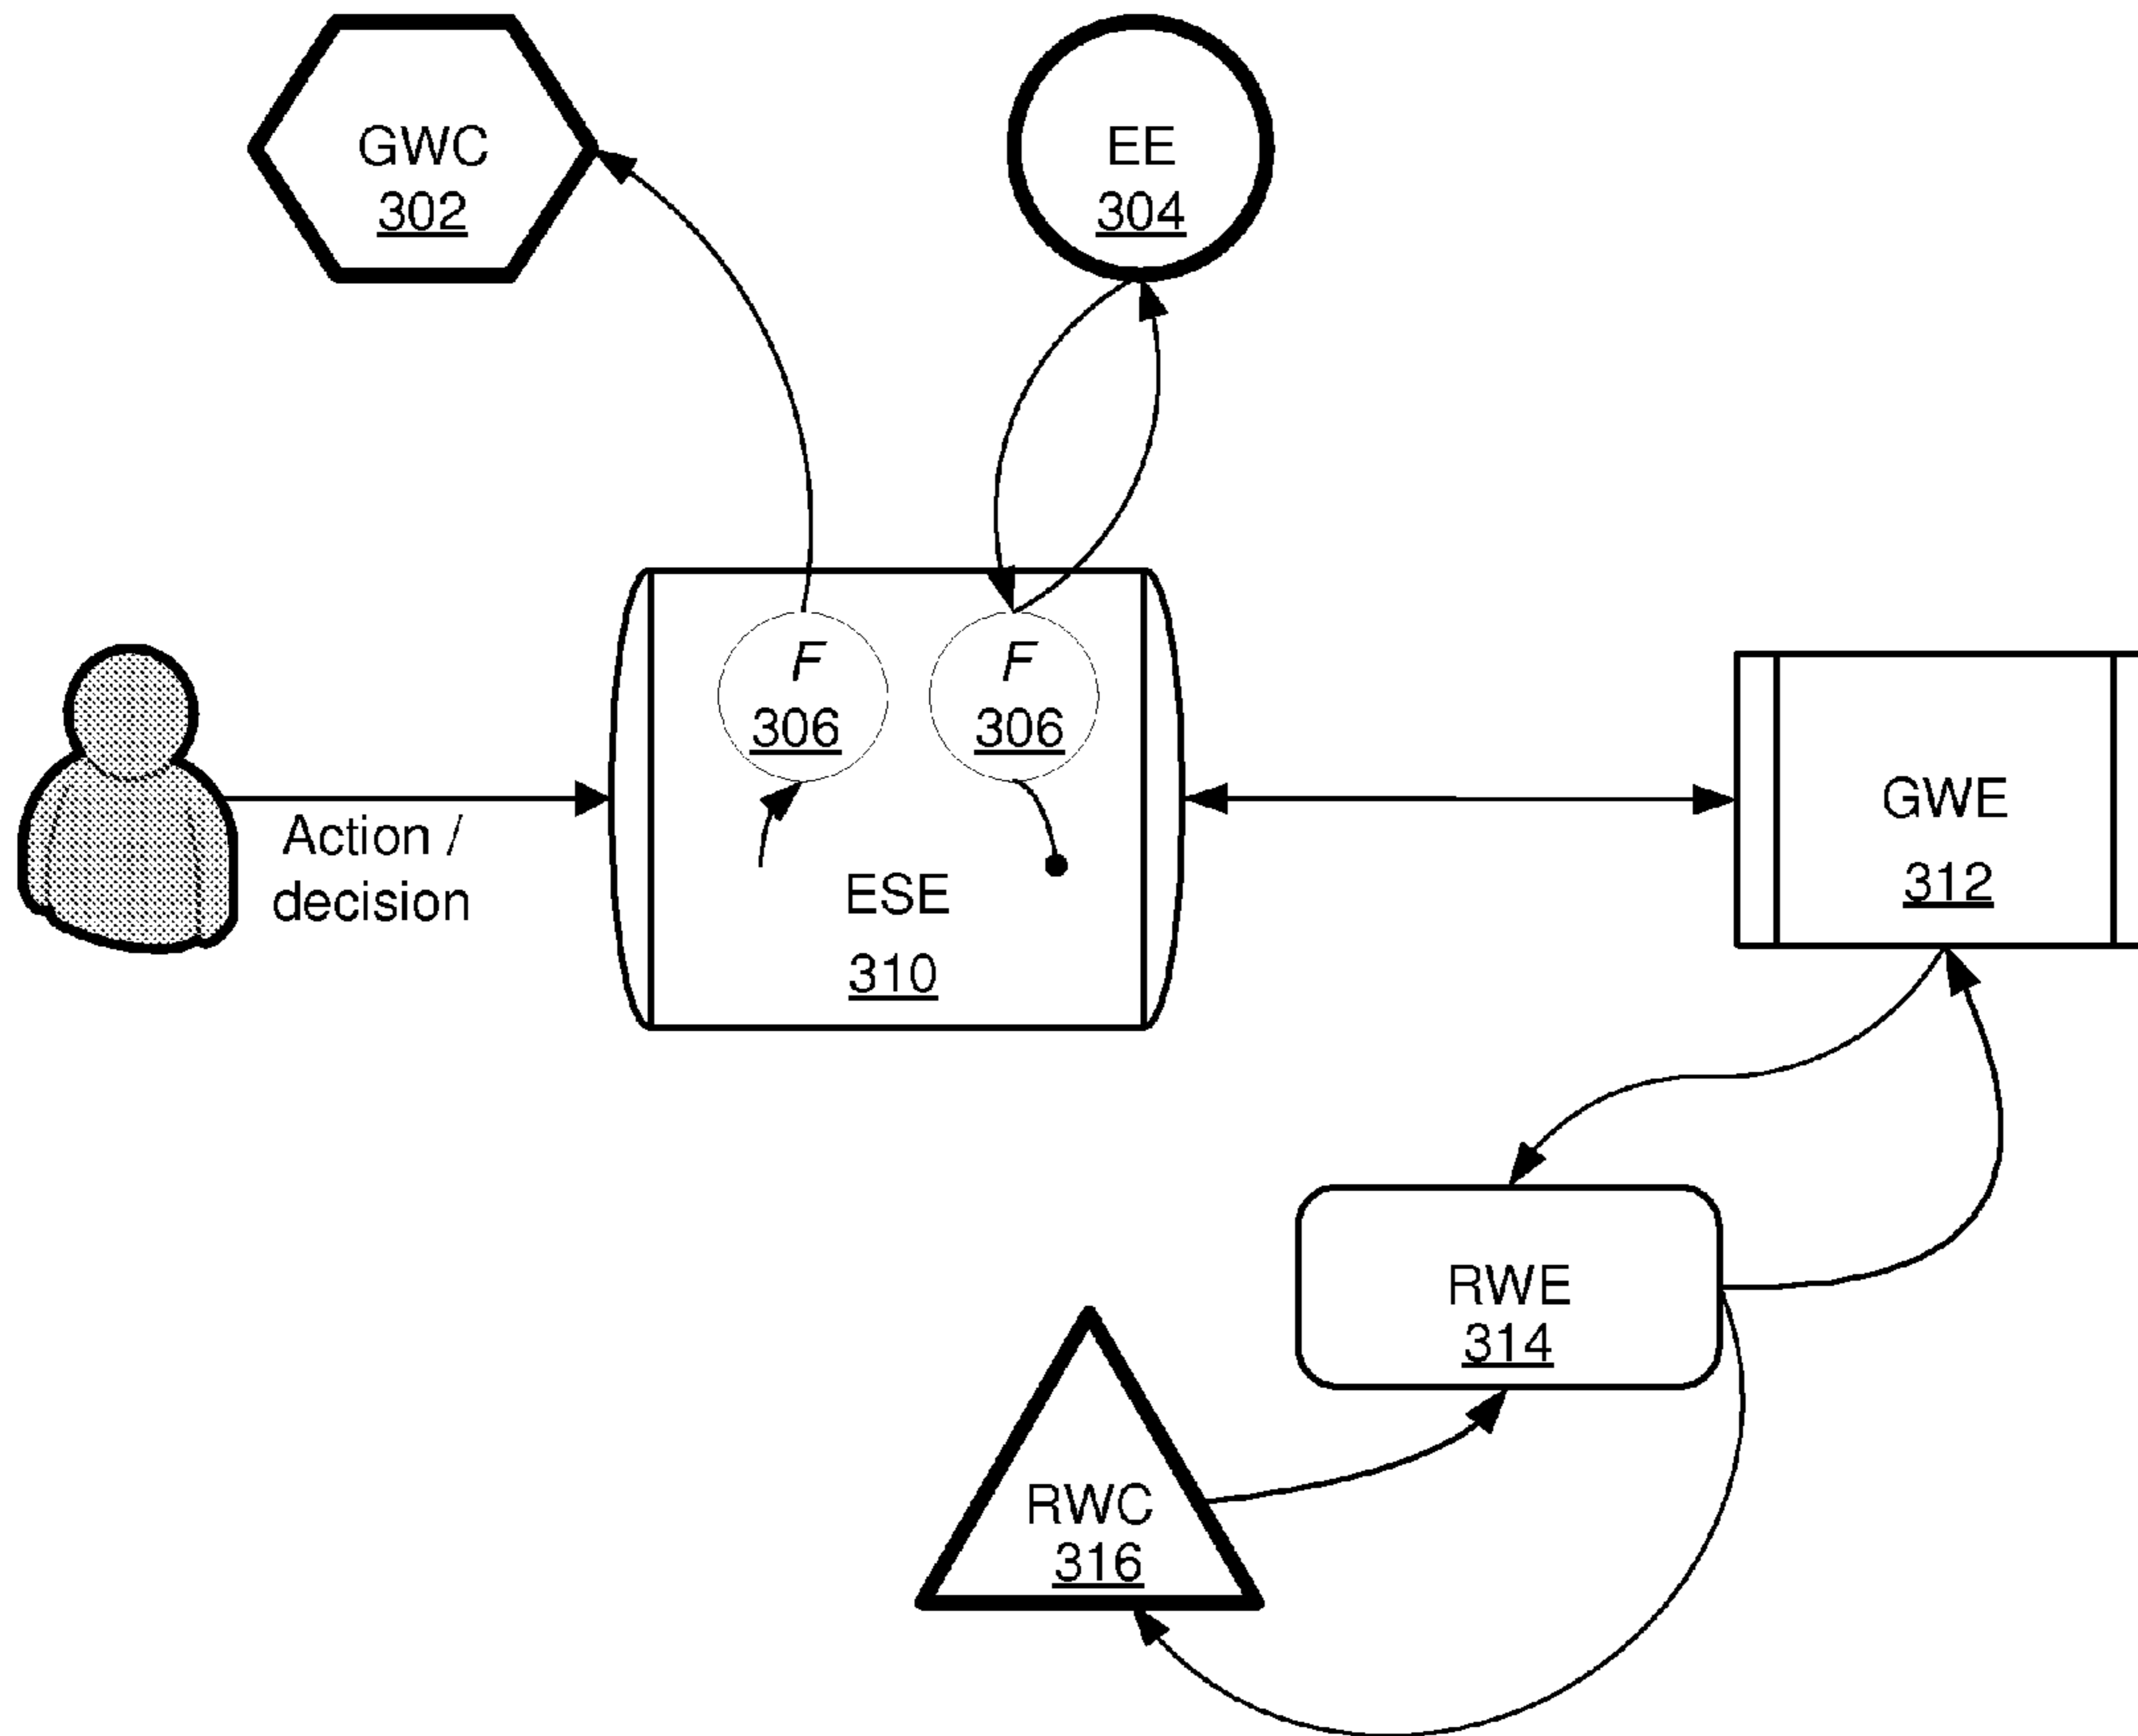 GWC
302
EE
304
F
306
F
306
Action /
decision
ESE
310
GWE
312
RWE
314
RWC
316